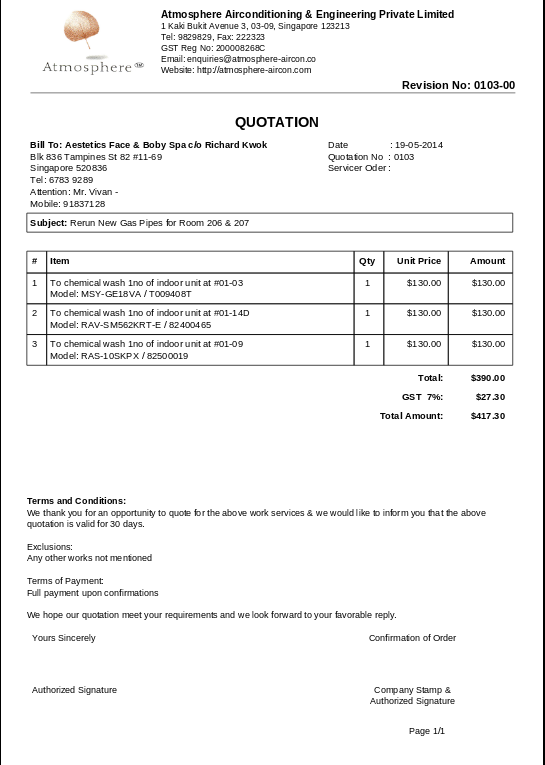 Atmosphere TM
Atmosphere Airconditioning & Engineering Private Limited
1 Kaki Bukit Avenue 3, 03-09, Singapore 123213
Tel: 9829829, Fax: 222323
GST Reg No: 200008268C
Email: enquiries@atmosphere-aircon.co
Website: http://atmosphere-aircon.com
Revision No: 0103-00
QUOTATION
Bill To: Aestetics Face & Boby Spa c/o Richard Kwok
Blk 836 Tampines St 82 #11-69
Singapore 520836
Tel: 6783 9289
Attention: Mr. Vivan -
Mobile: 91837128
Date : 19-05-2014
Quotation No : 0103
Servicer Oder :
Subject: Rerun New Gas Pipes for Room 206 & 207
# Item Qty Unit Price Amount
1 To chemical wash 1no of indoor unit at #01-03 1 $130.00 $130.00
Model: MSY-GE18VA / T009408T
2 To chemical wash 1no of indoor unit at #01-14D 1 $130.00 $130.00
Model: RAV-SM562KRT-E / 82400465
3 To chemical wash 1no of indoor unit at #01-09 1 $130.00 $130.00
Model: RAS-10SKPX / 82500019
Total: $390.00
GST 7%: $27.30
Total Amount: $417.30
Terms and Conditions:
We thank you for an opportunity to quote for the above work services & we would like to inform you that the above
quotation is valid for 30 days.
Exclusions:
Any other works not mentioned
Terms of Payment:
Full payment upon confirmations
We hope our quotation meet your requirements and we look forward to your favorable reply.
Yours Sincerely Confirmation of Order
Authorized Signature Company Stamp &
Authorized Signature
Page 1/1